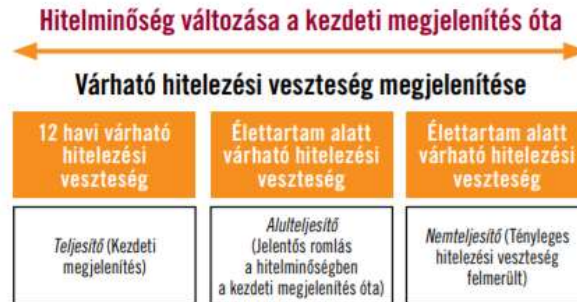 Hitelminőség változása a kezdeti megjelenítés óta
Várható hitelezési veszteség megjelenítése
12 havi várható
hitelezési
veszteség
Élettartam alatt
várható hitelezési
veszteség
Élettartam alatt
várható hitelezési
veszteség
Teljesítő (Kezdeti
megjelenítés)
Alulteljesítő
(Jelentős romlás
a hitelminőségben
a kezdeti megjelenítés óta)
Nemteljesítő (Tényleges
hitelezési veszteség
felmerült)